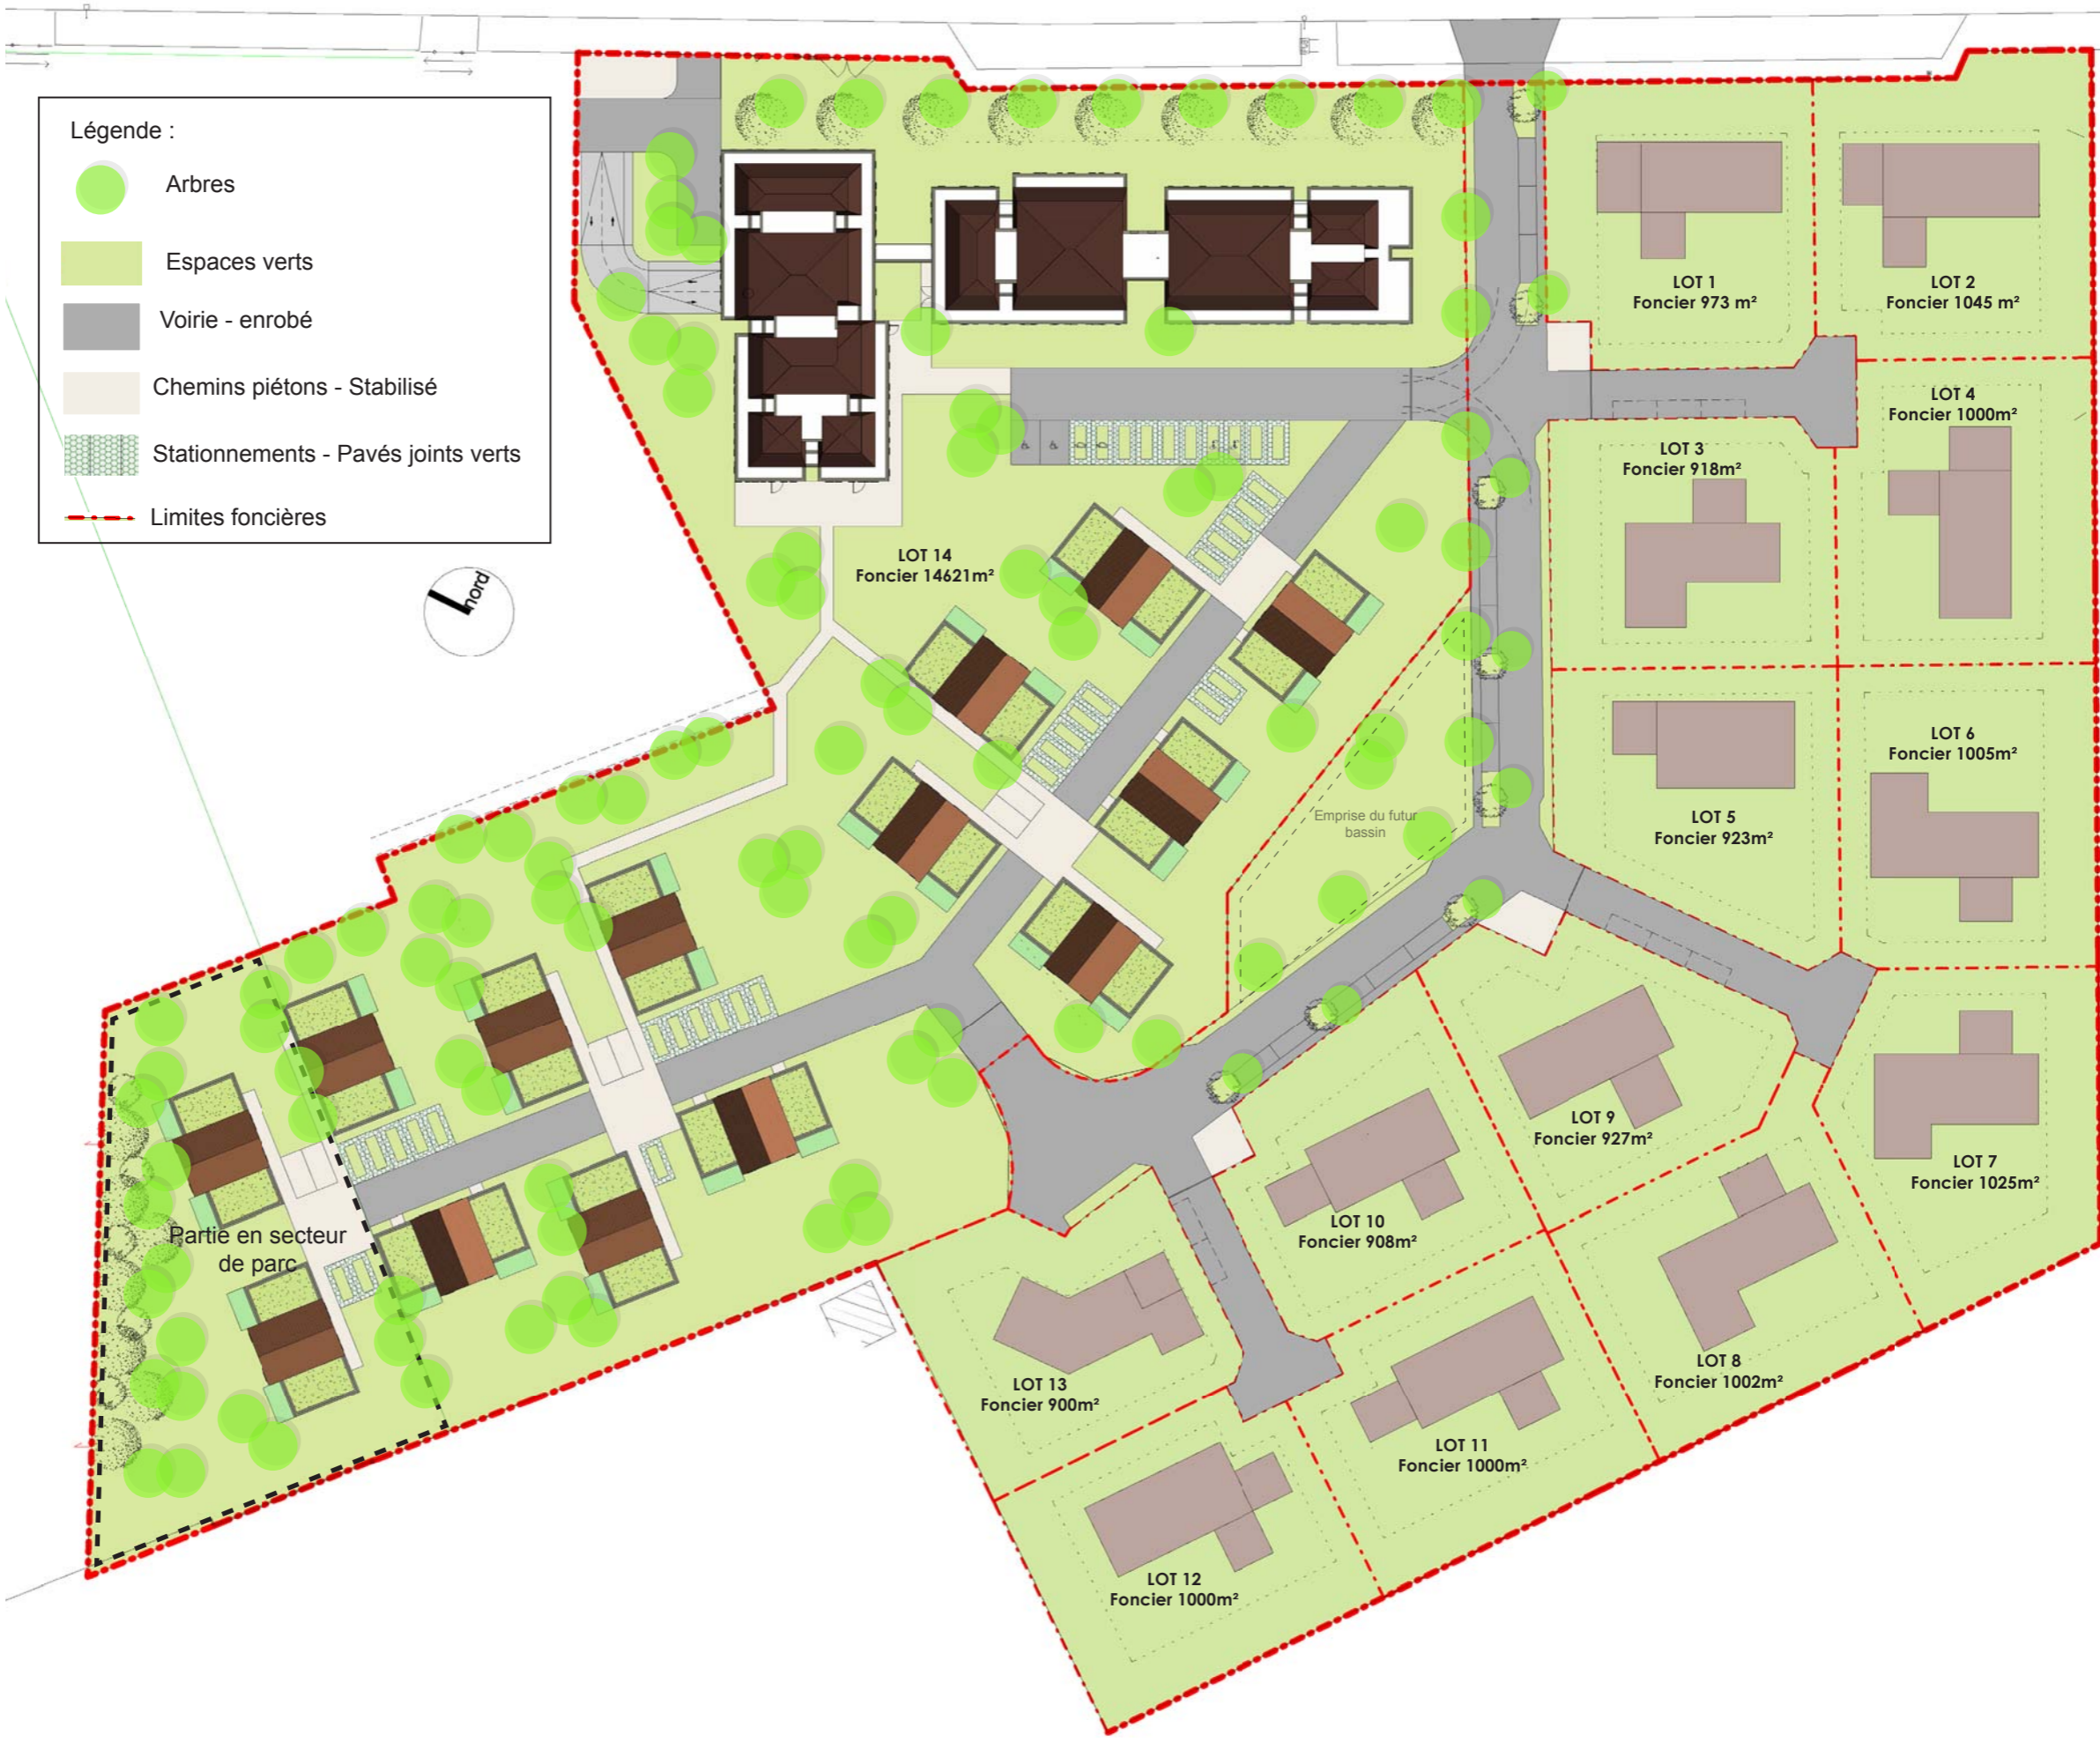 Légende :
Arbres
Espaces verts
Voirie - enrobé
Chemins piétons - Stabilisé
Stationnements - Pavés joints verts
Limites foncières
nord
LOT 1
Foncier 973 m²
LOT 2
Foncier 1045 m²
LOT 4
Foncier 1000m²
LOT 3
Foncier 918m²
LOT 14
Foncier 14621m²
LOT 6
Foncier 1005m²
LOT 5
Foncier 923m²
Emprise du futur
bassin
LOT 9
Foncier 927m²
LOT 7
Foncier 1025m²
LOT 10
Foncier 908m²
Partie en secteur
de parc
LOT 8
Foncier 1002m²
LOT 13
Foncier 900m²
LOT 11
Foncier 1000m²
LOT 12
Foncier 1000m²